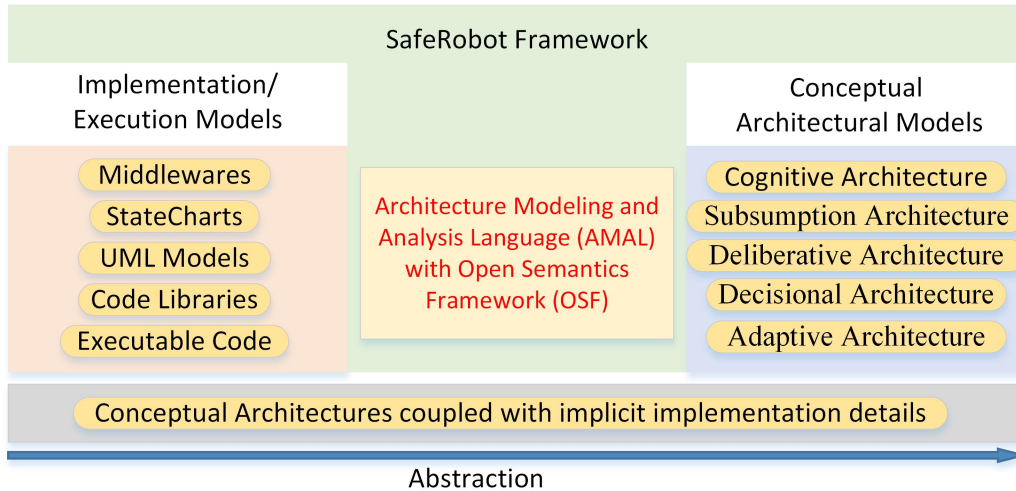 SafeRobot Framework
Implementation/
Execution Models
Middlewares
StateCharts
UML Models
Code Libraries
Executable Code
Architecture Modeling and
Analysis Language (AMAL)
with Open Semantics
Framework (OSF)
Conceptual
Architectural Models
Cognitive Architecture
Subsumption Architecture
Deliberative Architecture
Decisional Architecture
Adaptive Architecture
Conceptual Architectures coupled with implicit implementation details
Abstraction